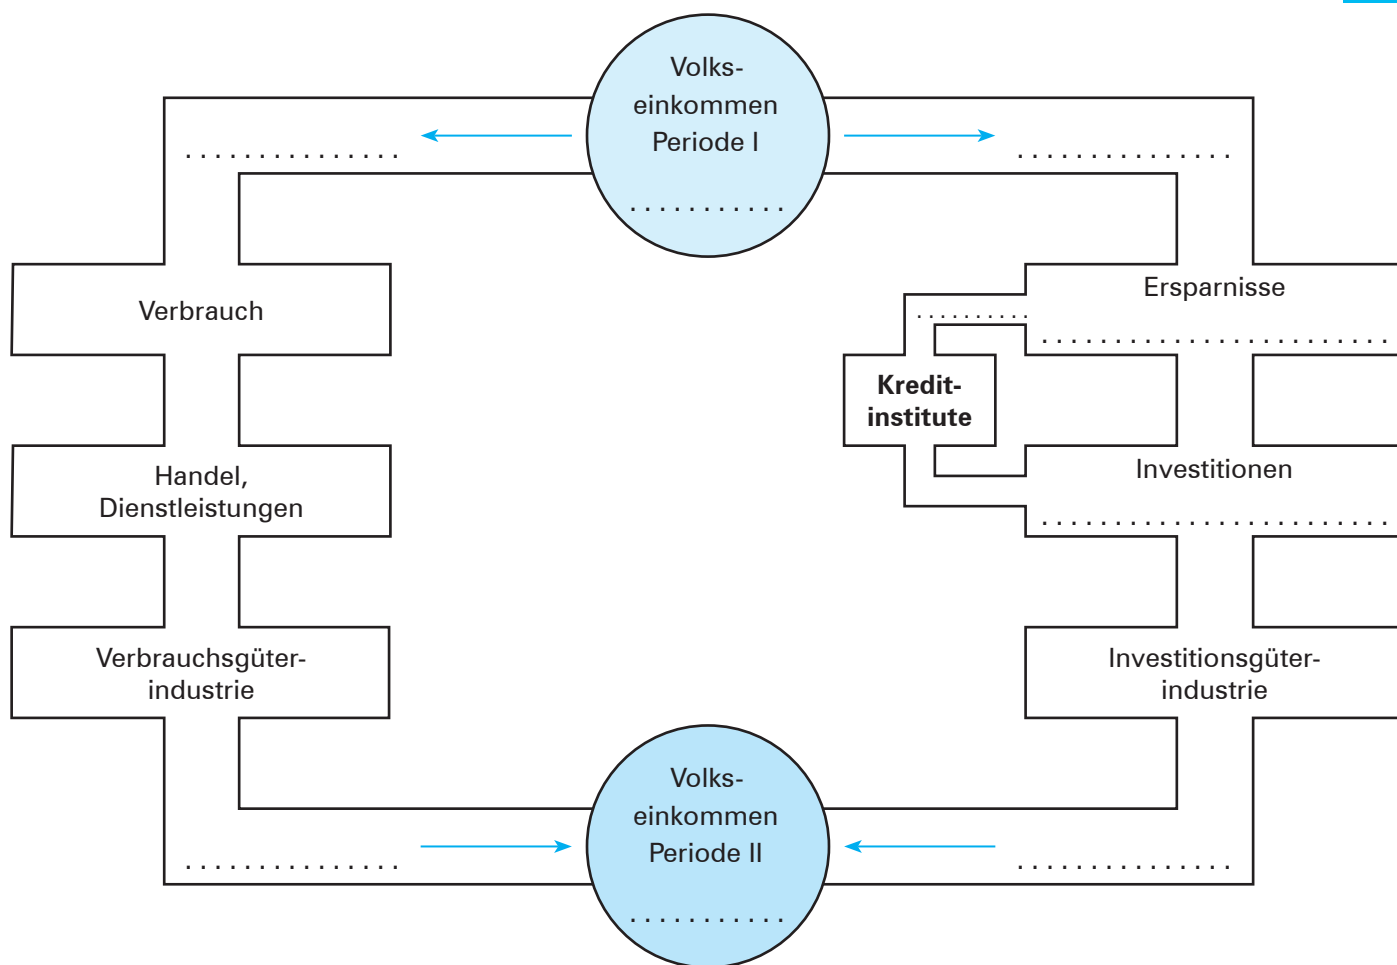 Volks-
einkommen
Periode I
. . . . . . . . . . . . . . .
. . . . . . . . . . . . . . .
. . . . . . . . . . .
Verbrauch
Ersparnisse
. . . . . . . . . .
. . . . . . . . . . . . . . . . . . . . . . . .
Kredit-
institute
Handel,
Dienstleistungen
Investitionen
. . . . . . . . . . . . . . . . . . . . . . . .
Verbrauchsgüter-
industrie
Investitionsgüter-
industrie
Volks-
einkommen
Periode II
. . . . . . . . . . . . . . .
. . . . . . . . . . . . . . .
. . . . . . . . . . .